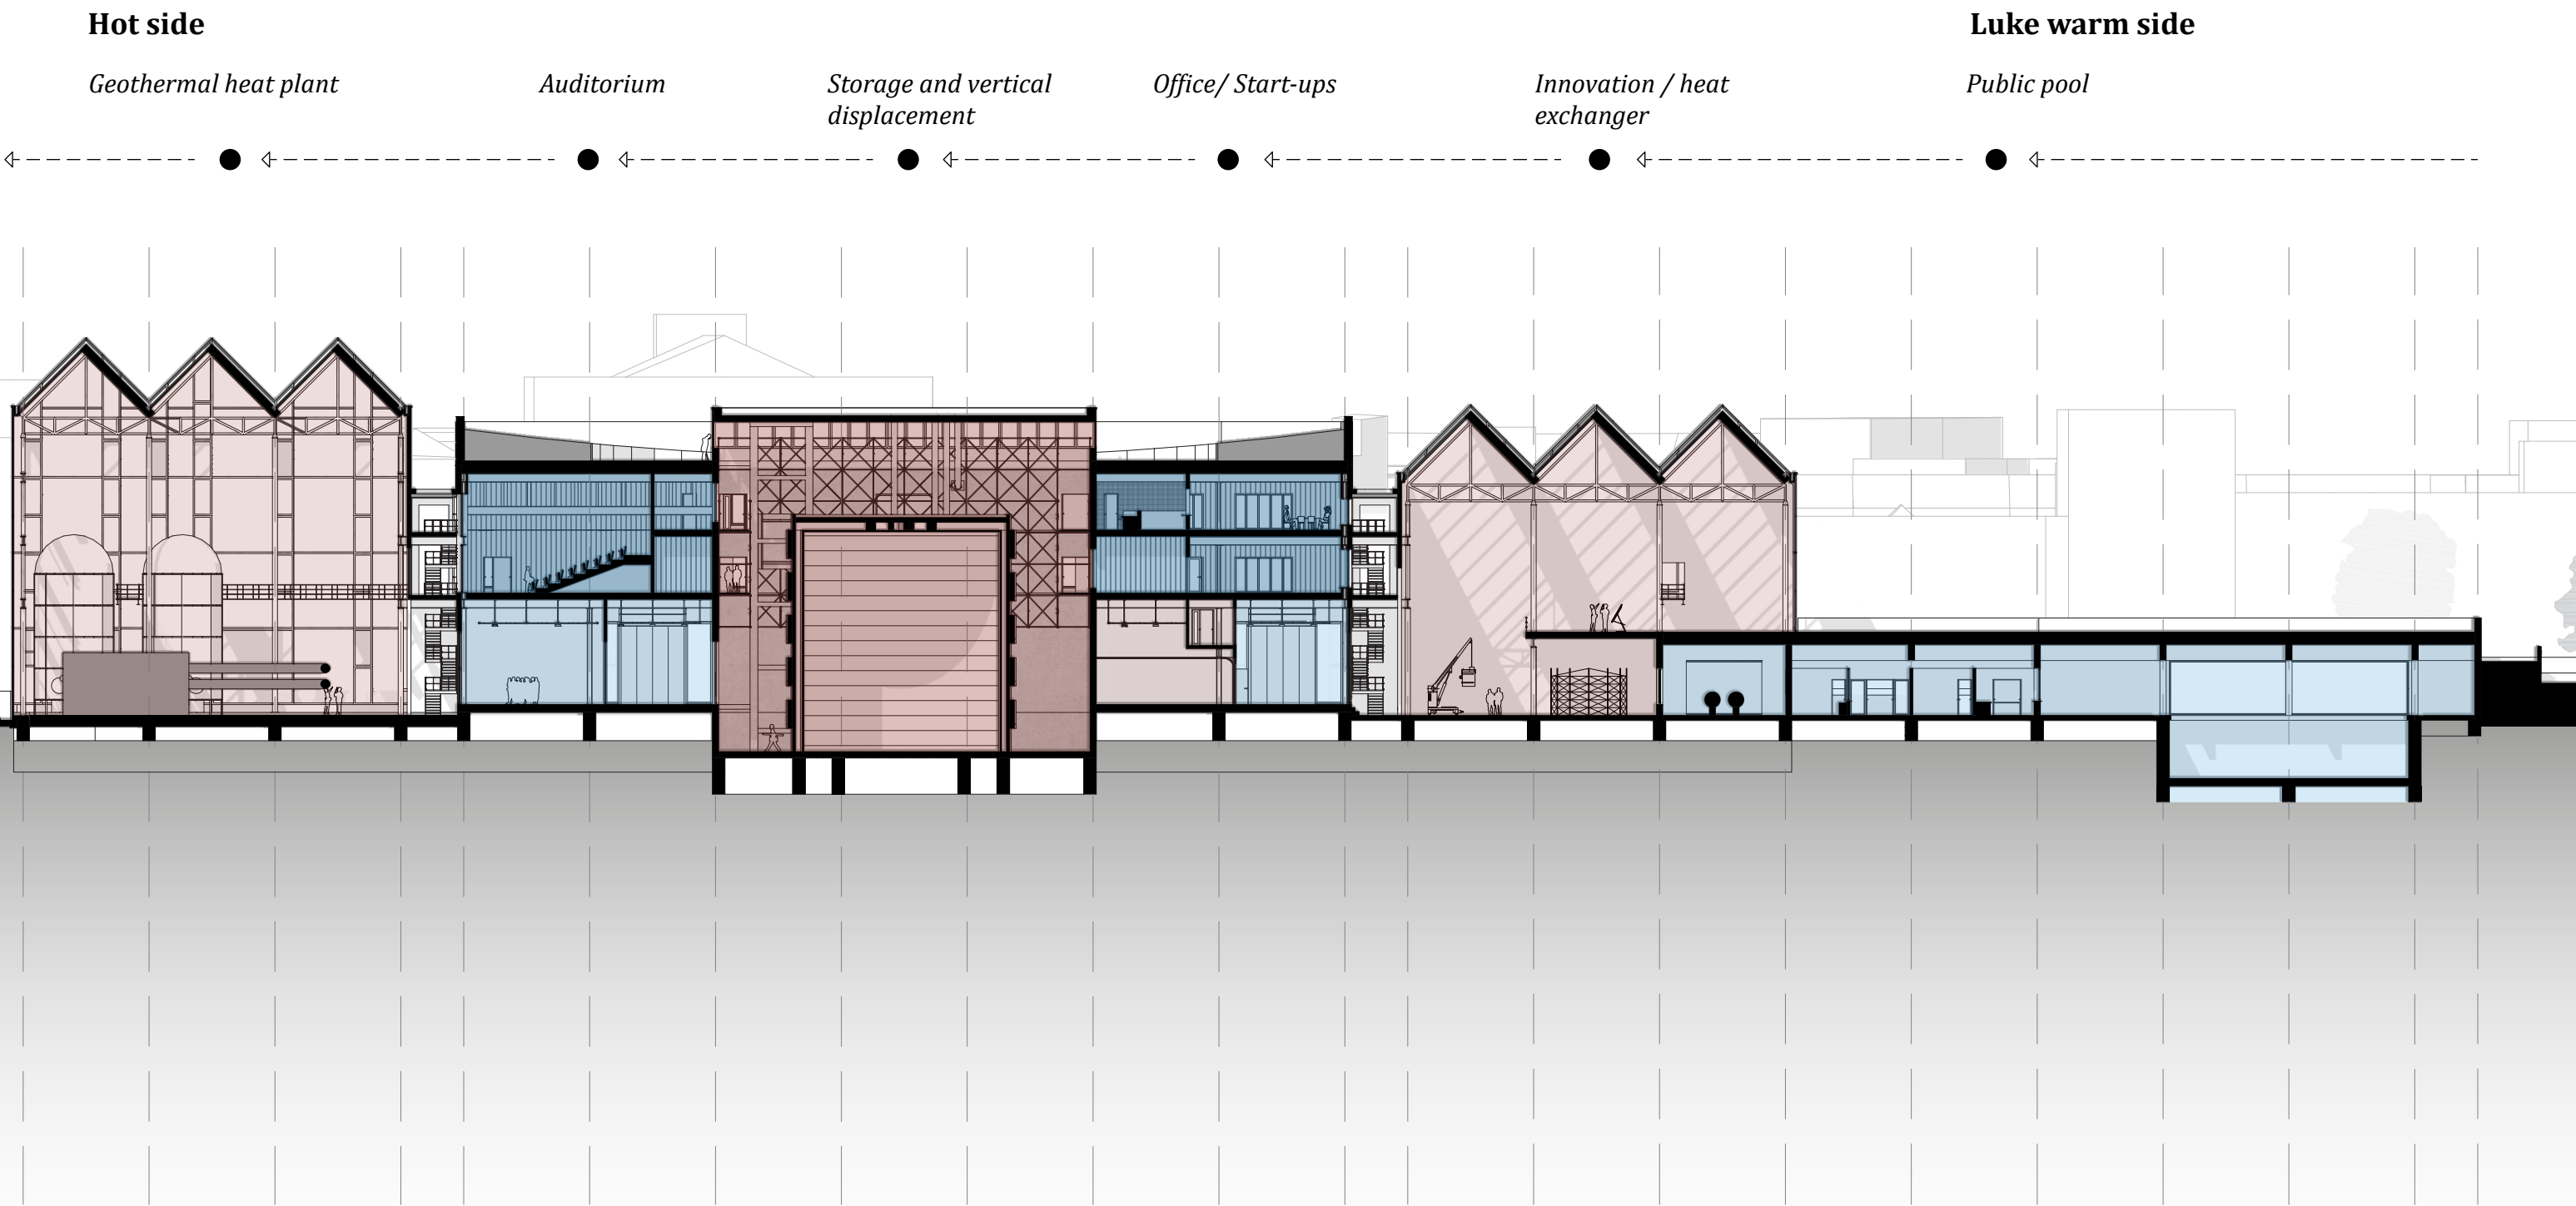 Hot side
Luke warm side
Geothermal heat plant
Auditorium
Storage and vertical
displacement
Office/ Start-ups
Innovation / heat
exchanger
Public pool